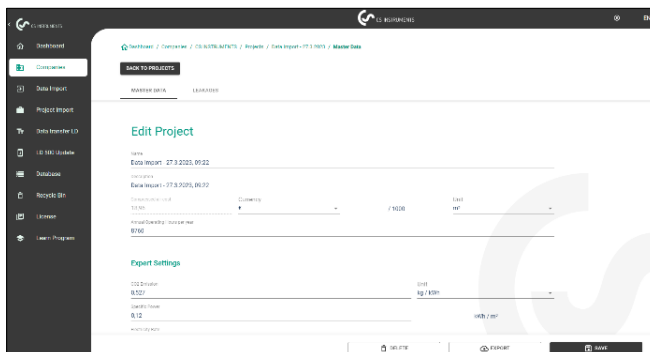 CS INSTRUMENTS
CS INSTRUMENTS
Dashboard
Companies
Data Import
Project Import
Data transfer LD
LD 500 Update
Database
Recycle Bin
License
Learn Program
Dashboard / Companies / CS INSTRUMENTS / Projects / Data Import - 27.3.2023 / Master Data
BACK TO PROJECTS
MASTER DATA LEAKAGES
Edit Project
Name
Data Import - 27.3.2023, 09:22
Description
Data Import - 27.3.2023, 09:22
Currency Unit
/ 1000 m³
Annual Operating Hours per year
8760
Expert Settings
CO2 Emission Unit
0.527 kg / kWh
Specific Power
0,12 kWh / m³
DELETE EXPORT SAVE